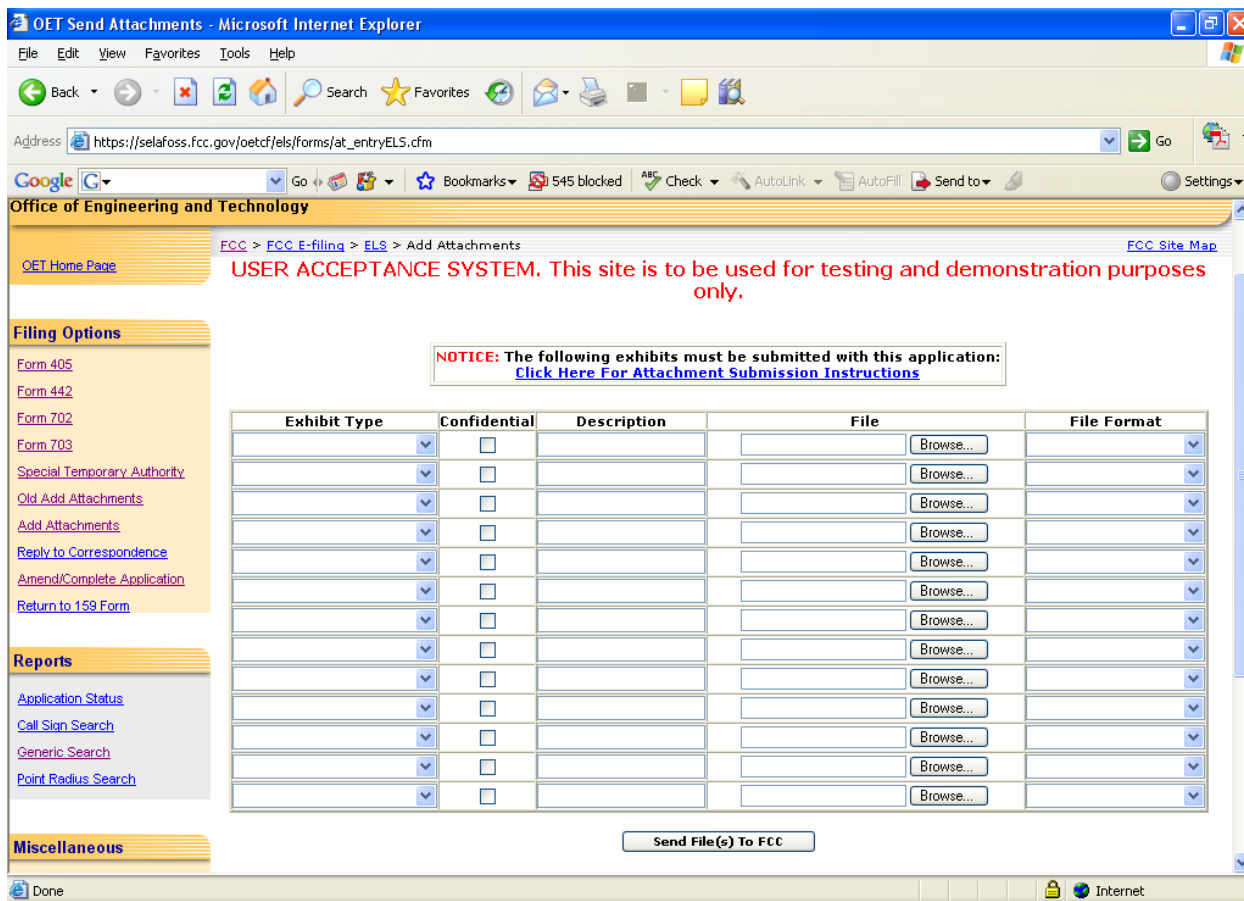 OET Send Attachments - Microsoft Internet Explorer
File Edit View Favorites Tools Help
Back Search Favorites
Address https://selafoss.fcc.gov/oetcf/els/forms/at_entryELS.cfm Go
Google G Go Bookmarks 545 blocked ABC Check AutoLink AutoFill Send to Settings
Office of Engineering and Technology
FCC > FCC E-filing > ELS > Add Attachments FCC Site Map
OET Home Page
USER ACCEPTANCE SYSTEM. This site is to be used for testing and demonstration purposes
only.
Filing Options
Form 405
Form 442
Form 702
Form 703
Special Temporary Authority
Old Add Attachments
Add Attachments
Reply to Correspondence
Amend/Complete Application
Return to 159 Form
Reports
Application Status
Call Sign Search
Generic Search
Point Radius Search
Miscellaneous
NOTICE: The following exhibits must be submitted with this application:
Click Here For Attachment Submission Instructions
Exhibit Type Confidential Description File File Format
Browse...
Browse...
Browse...
Browse...
Browse...
Browse...
Browse...
Browse...
Browse...
Browse...
Browse...
Browse...
Browse...
Send File(s) To FCC
Done Internet